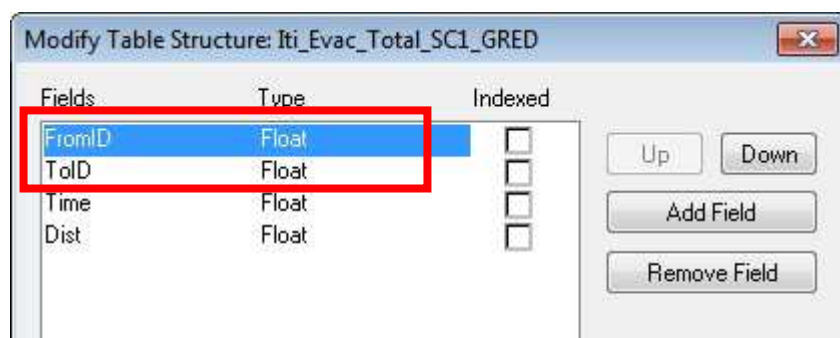 Modify Table Structure: Iti_Evac_Total_SC1_GRED
Fields Type Indexed
FromID Float
ToID Float
Time Float
Dist Float
Up Down
Add Field
Remove Field